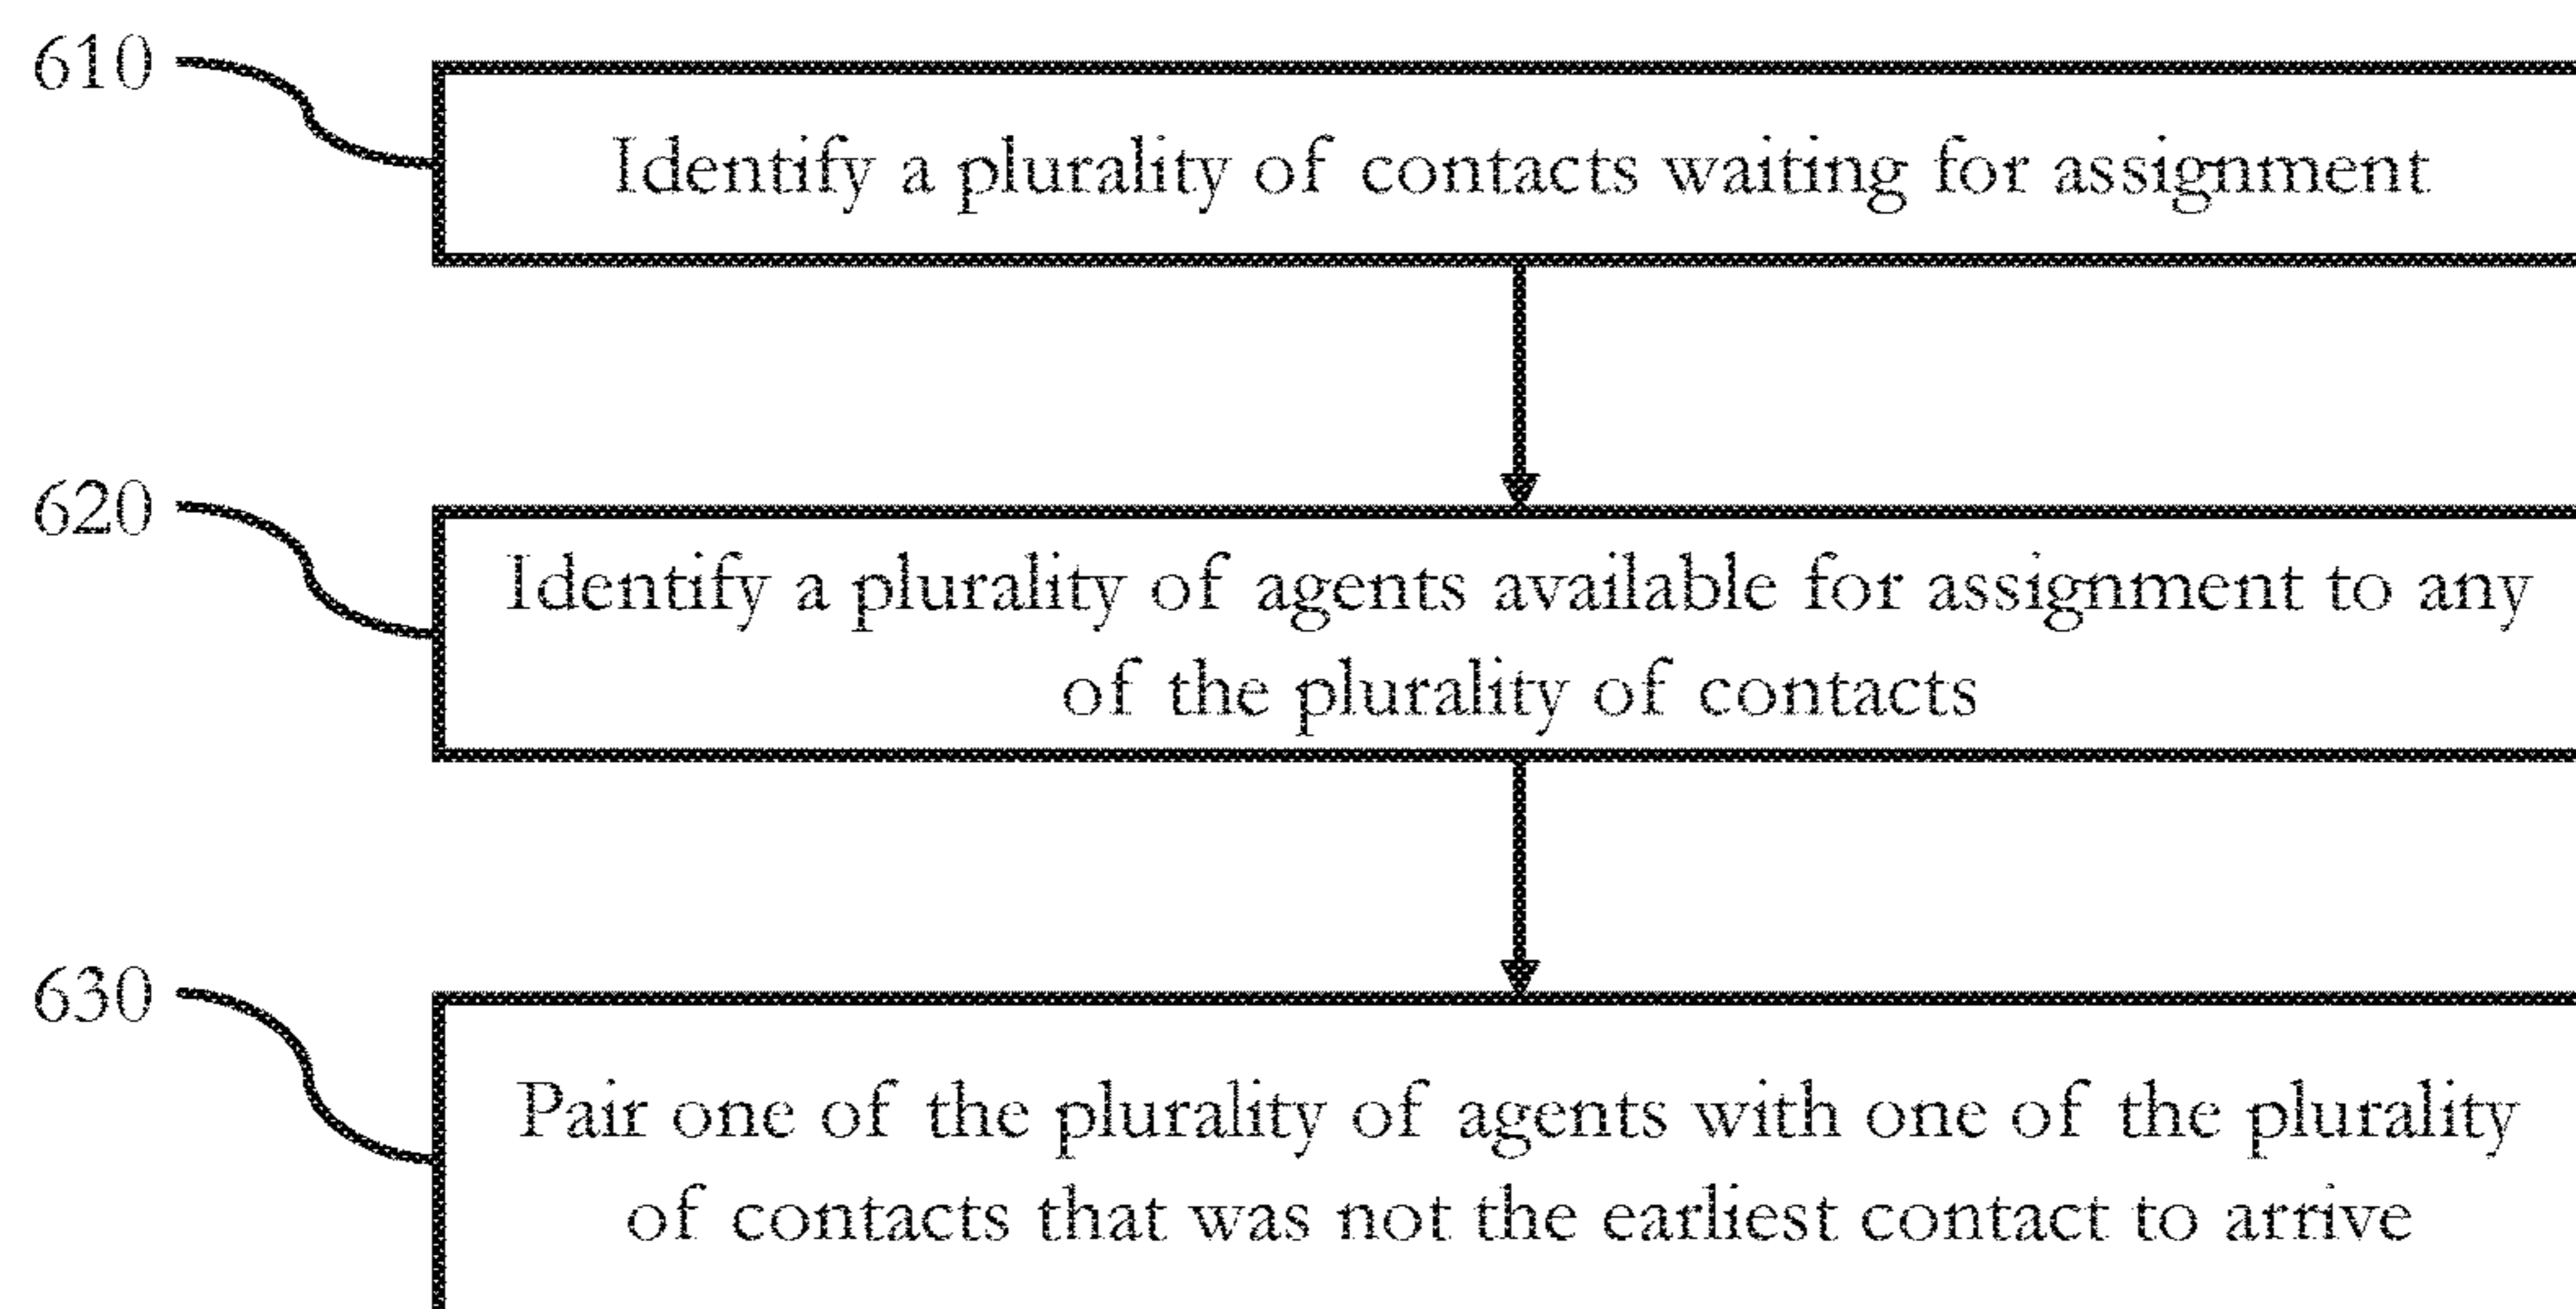 610
Identify a plurality of contacts waiting for assignment
620
Identify a plurality of agents available for assignment to any
of the plurality of contacts
630
Pair one of the plurality of agents with one of the plurality
of contacts that was not the earliest contact to arrive